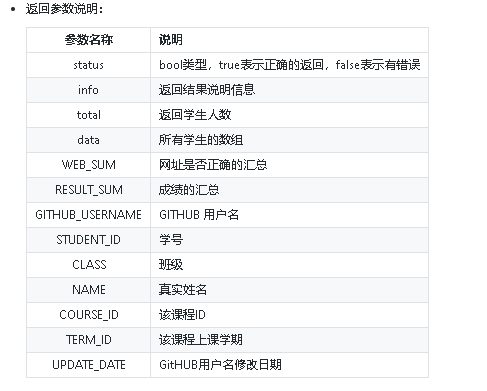 返回参数说明：
参数名称 说明
status bool类型，true表示正确的返回，false表示有错误
info 返回结果说明信息
total 返回学生人数
data 所有学生的数组
WEB_SUM 网址是否正确的汇总
RESULT_SUM 成绩的汇总
GITHUB_USERNAME GITHUB 用户名
STUDENT_ID 学号
CLASS 班级
NAME 真实姓名
COURSE_ID 该课程ID
TERM_ID 该课程上课学期
UPDATE_DATE GitHUB用户名修改日期